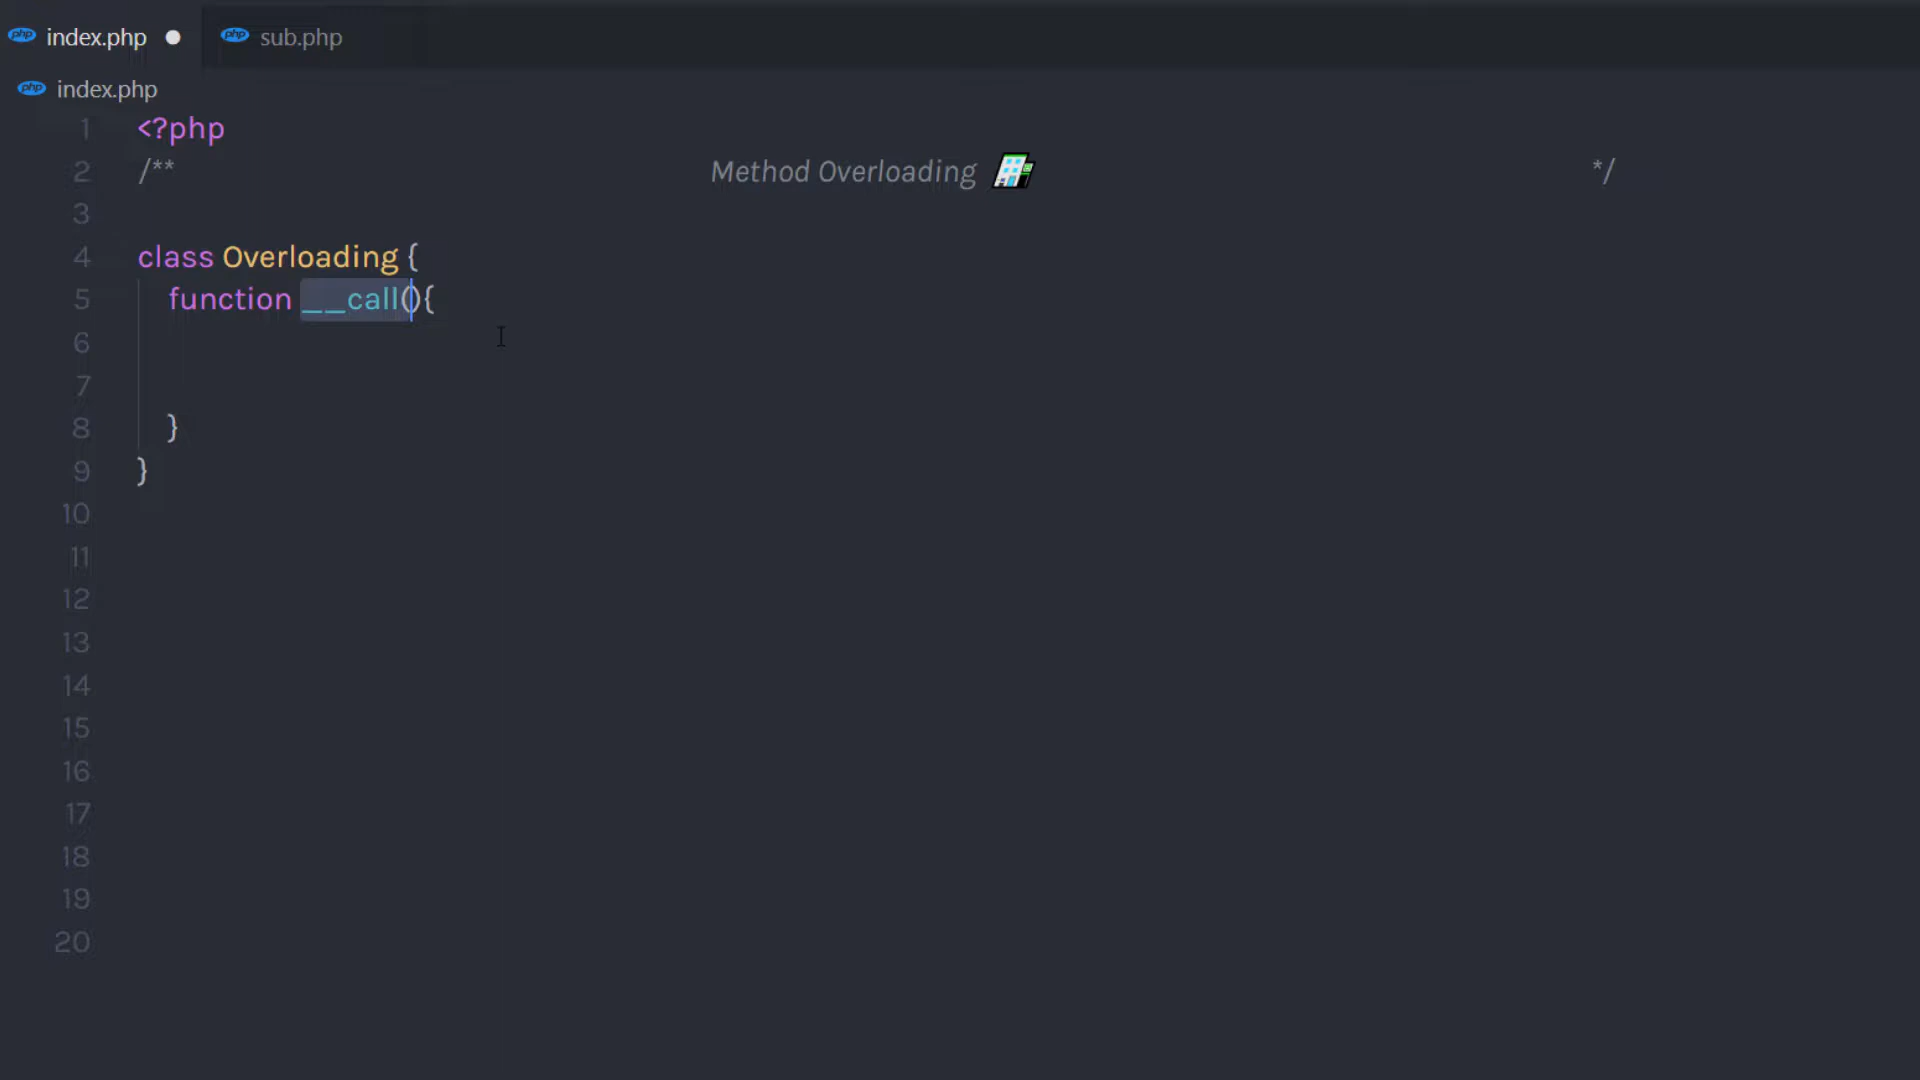 index.php
sub.php
index.php
1 <?php
2 /** Method Overloading */
3
4 class Overloading {
5 function __call(){
6
7
8 }
9 }
10
11
12
13
14
15
16
17
18
19
20